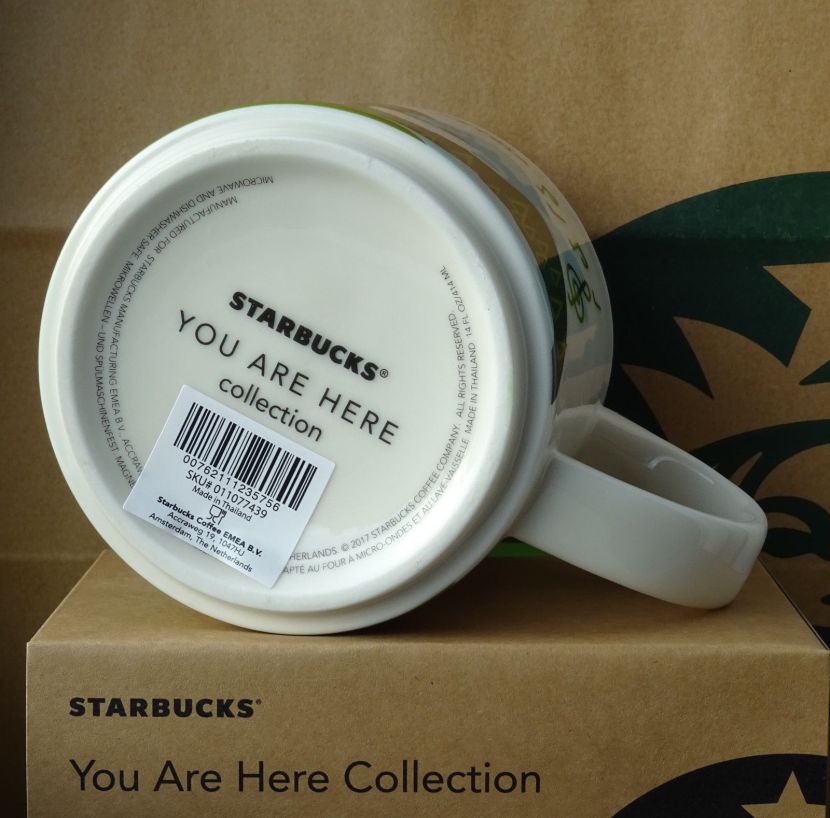 MICROWAVE AND DISHWASHER SAFE. MIKROWELLEN – UND SPÜLMASCHINENFEST.
MANUFACTURED FOR STARBUCKS MANUFACTURING EMEA B.V. ACCRA
STARBUCKS®
YOU ARE HERE
collection
00762111235756
SKU# 011077439
Made in Thailand
Starbucks Coffee EMEA B.V.
Accraweg 19, 1047HJ
Amsterdam, The Netherlands
HERLANDS. © 2017 STARBUCKS COFFEE COMPANY. ALL RIGHTS RESERVED.
APTÉ AU FOUR À MICRO-ONDES ET AU LAVE-VAISSELLE. MADE IN THAILAND 14 FL OZ/414 ML
STARBUCKS®
You Are Here Collection